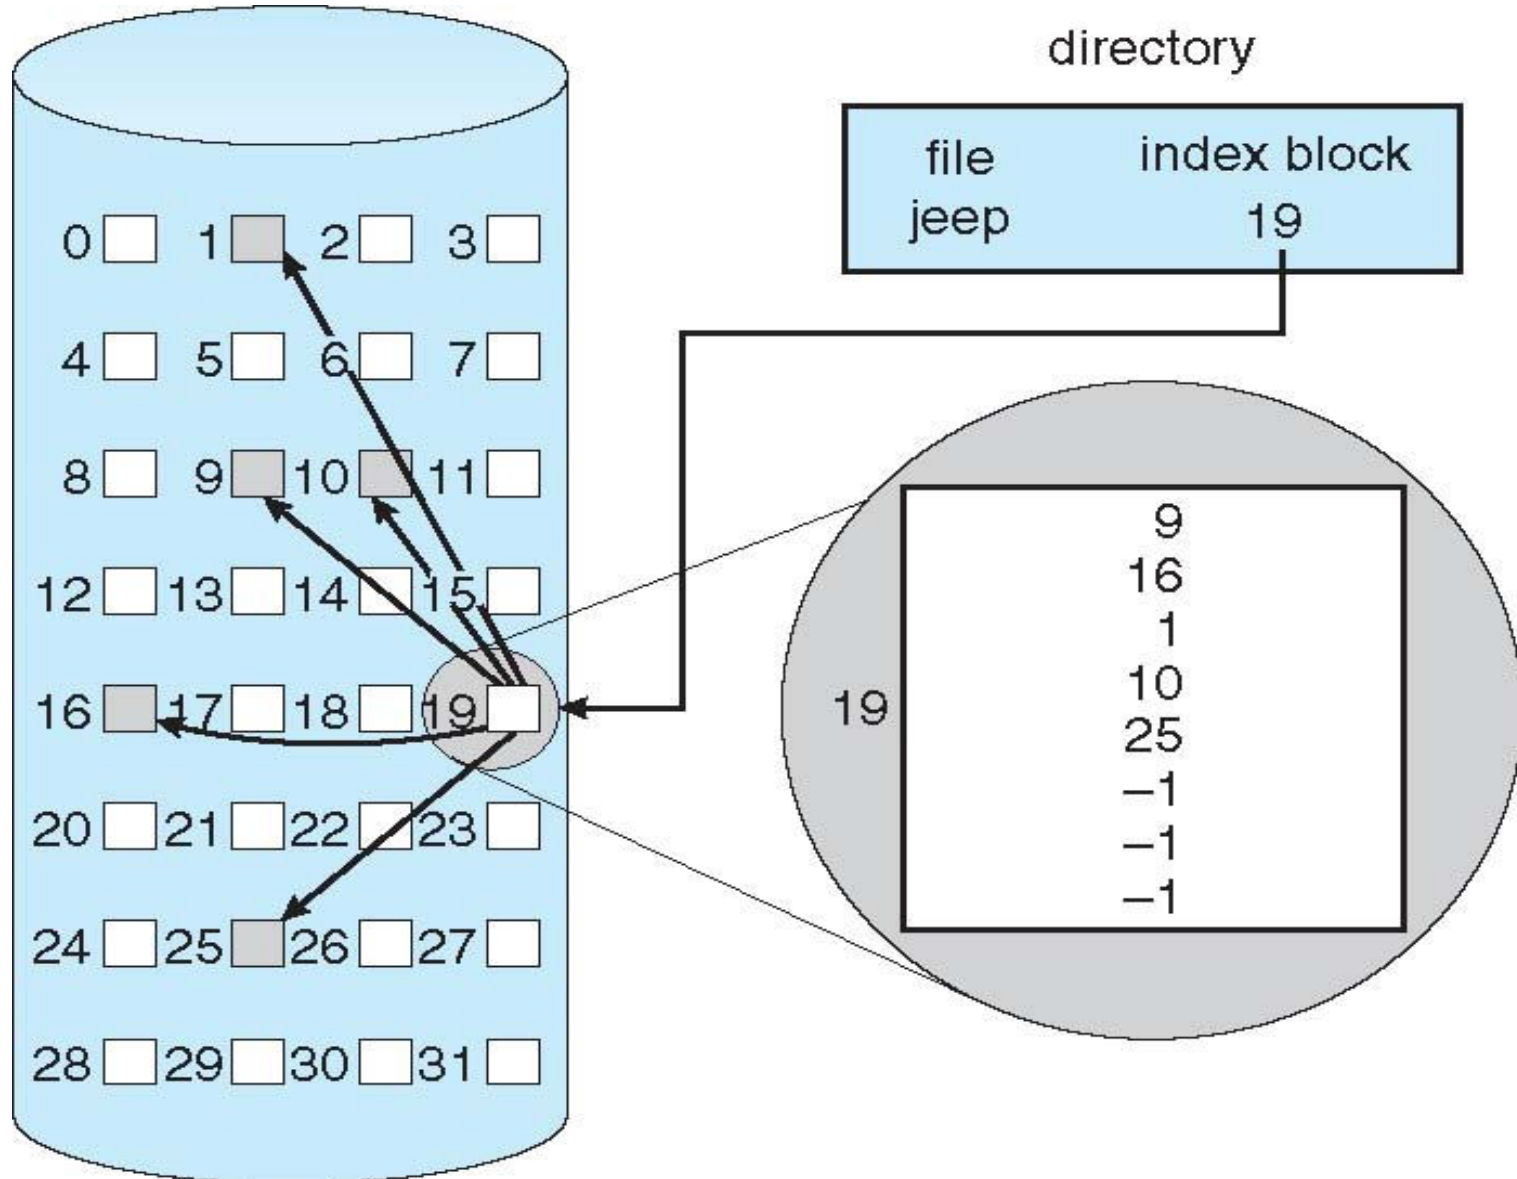 directory
file index block
jeep 19
0 1 2 3
4 5 6 7
8 9 10 11
12 13 14 15
16 17 18 19
20 21 22 23
24 25 26 27
28 29 30 31
19
9
16
1
10
25
–1
–1
–1